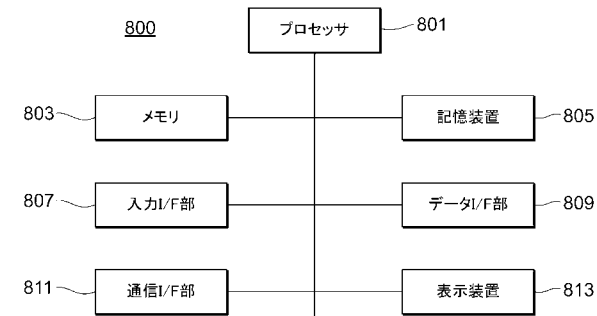 800
プロセッサ
801
803
メモリ
記憶装置
805
807
入力I/F部
データI/F部
809
811
通信I/F部
表示装置
813